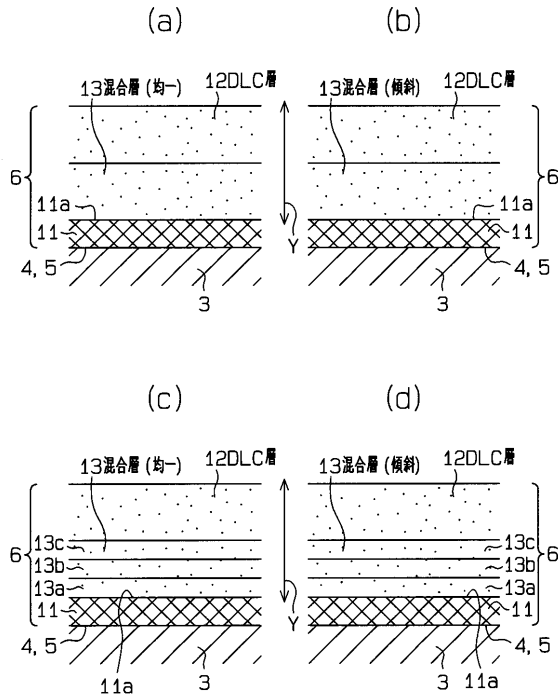 (a)
(b)
13混合層(均一)
12DLC層
13混合層(傾斜)
12DLC層
6
6
11a
11a
11
11
4, 5
Y
4, 5
3
3
(c)
(d)
13混合層(均一)
12DLC層
13混合層(傾斜)
12DLC層
6
6
13c
13c
13b
13b
13a
13a
11
11
4, 5
Y
4, 5
11a
3
3
11a